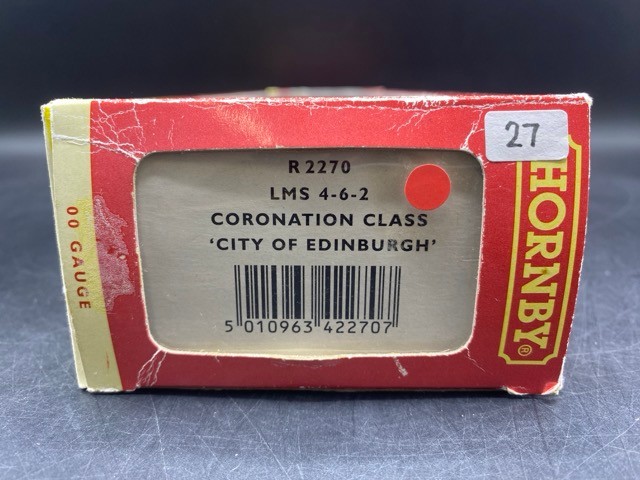 27
HORNBY®
00 GAUGE
R 2270
LMS 4-6-2
CORONATION CLASS
'CITY OF EDINBURGH'
5 010963 422707